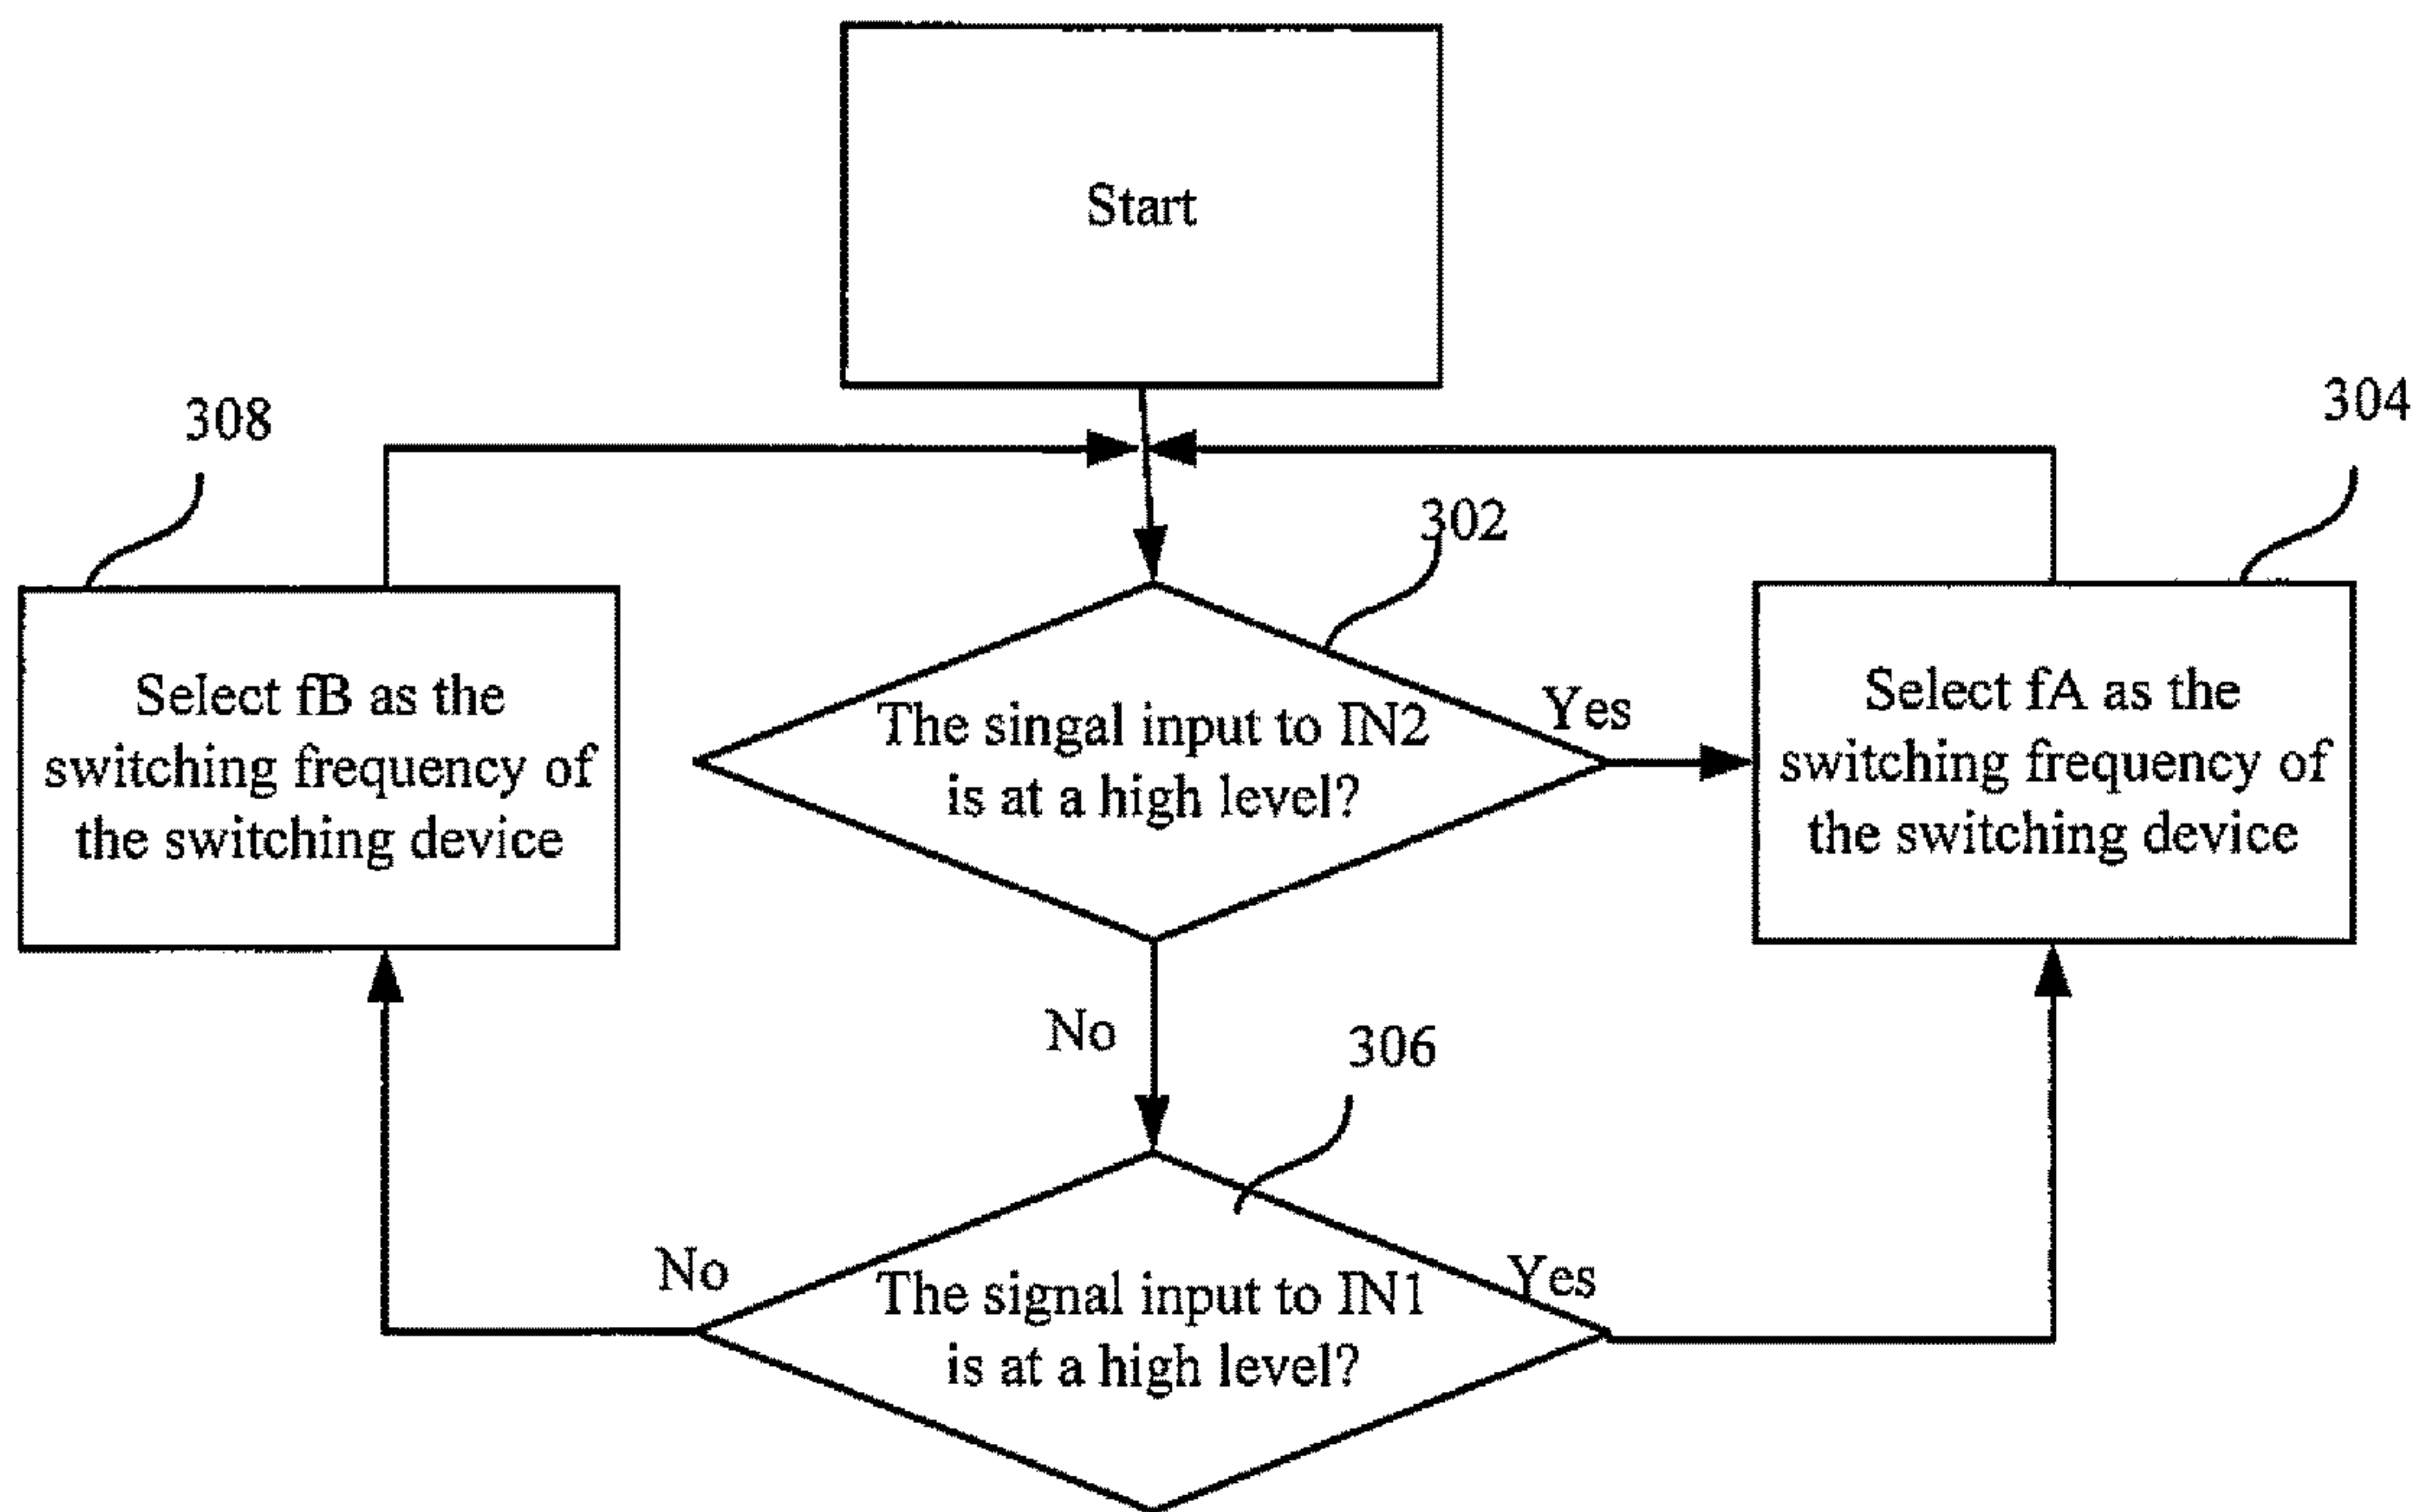 Start
308
304
302
Select fB as the
switching frequency of
the switching device
The singal input to IN2
is at a high level?
Yes
Select fA as the
switching frequency of
the switching device
No
306
No
The signal input to IN1
is at a high level?
Yes